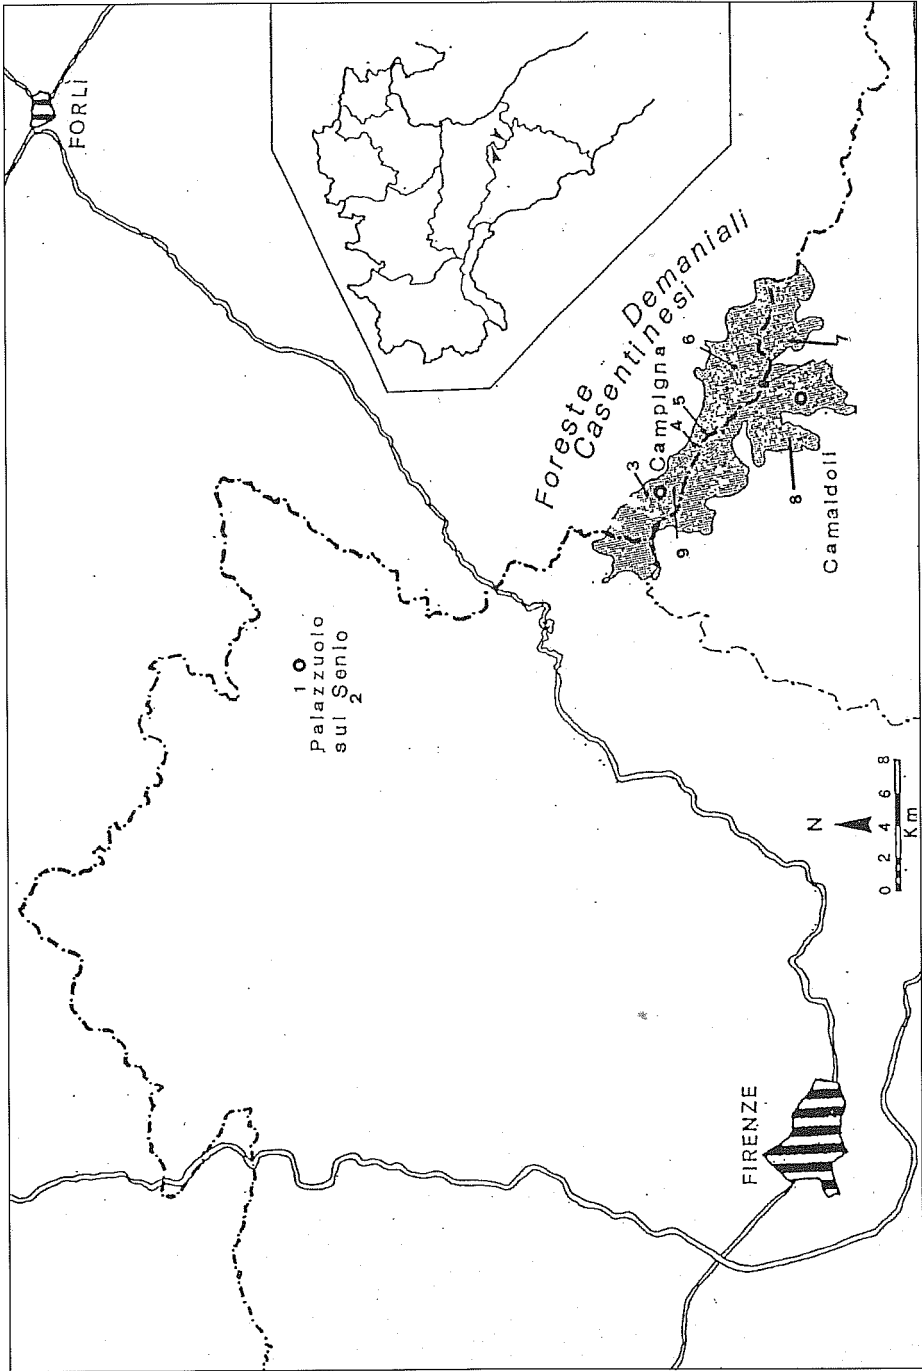 FORLÌ
1
Palazzuolo
sul Senio
2
Foreste Demaniali
Casentinesi
Campigna
3
4
5
6
7
8
9
Camaldoli
FIRENZE
N
0 2 4 6 8
Km